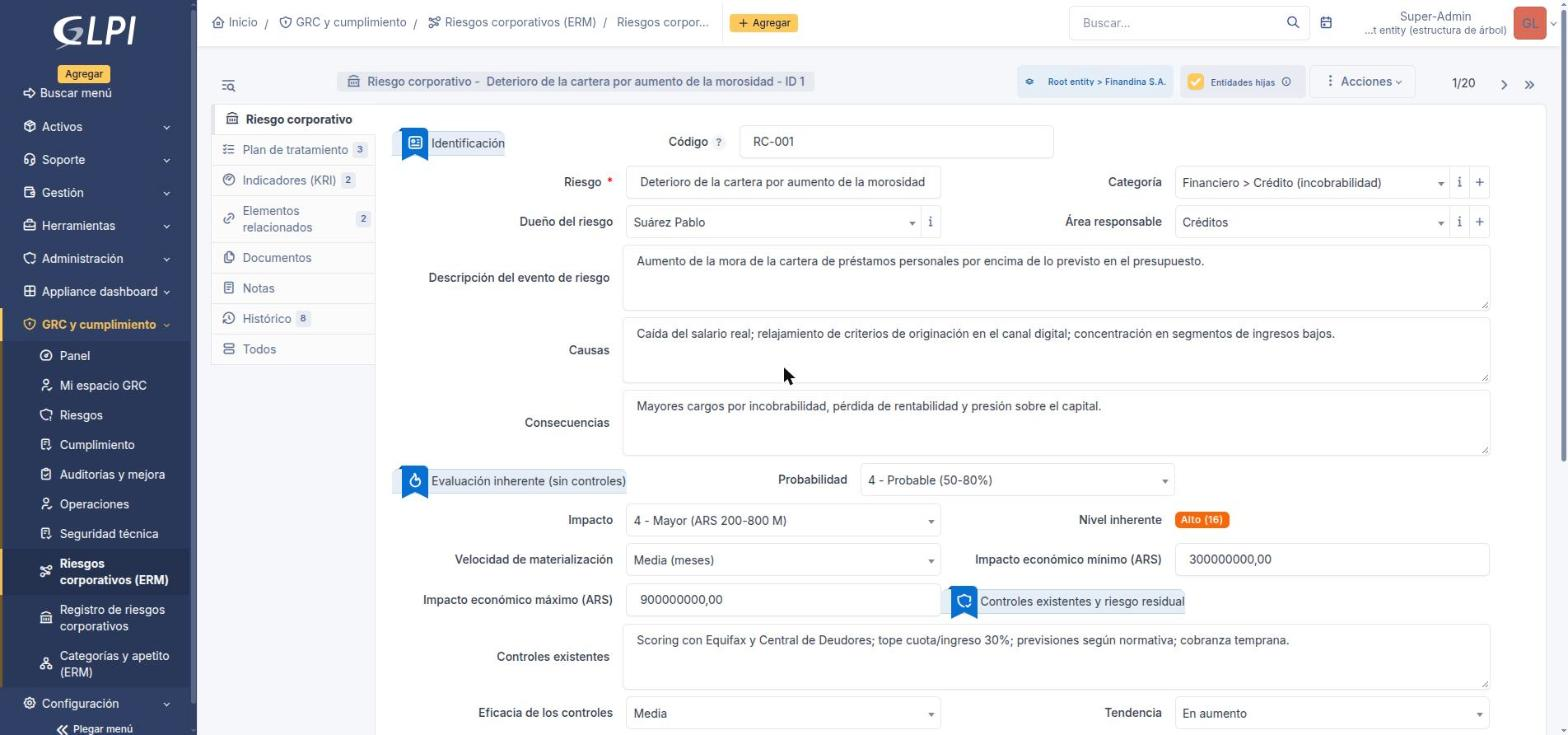 GLPI
Agregar
Buscar menú
Activos
Soporte
Gestión
Herramientas
Administración
Appliance dashboard
GRC y cumplimiento
Panel
Mi espacio GRC
Riesgos
Cumplimiento
Auditorías y mejora
Operaciones
Seguridad técnica
Riesgos
corporativos (ERM)
Registro de riesgos
corporativos
Categorías y apetito
(ERM)
Configuración
Plegar menú
Inicio / GRC y cumplimiento / Riesgos corporativos (ERM) / Riesgos corpor...
+ Agregar
Buscar...
Super-Admin
...t entity (estructura de árbol)
GL
Riesgo corporativo - Deterioro de la cartera por aumento de la morosidad - ID 1
Root entity > Finandina S.A.
Entidades hijas
Acciones
1/20
Riesgo corporativo
Plan de tratamiento 3
Indicadores (KRI) 2
Elementos
relacionados 2
Documentos
Notas
Histórico 8
Todos
Identificación
Código ? RC-001
Riesgo * Deterioro de la cartera por aumento de la morosidad
Categoría Financiero > Crédito (incobrabilidad) i +
Dueño del riesgo Suárez Pablo i
Área responsable Créditos i +
Descripción del evento de riesgo Aumento de la mora de la cartera de préstamos personales por encima de lo previsto en el presupuesto.
Causas Caída del salario real; relajamiento de criterios de originación en el canal digital; concentración en segmentos de ingresos bajos.
Consecuencias Mayores cargos por incobrabilidad, pérdida de rentabilidad y presión sobre el capital.
Evaluación inherente (sin controles)
Probabilidad 4 - Probable (50-80%)
Impacto 4 - Mayor (ARS 200-800 M)
Nivel inherente Alto (16)
Velocidad de materialización Media (meses)
Impacto económico mínimo (ARS) 300000000,00
Impacto económico máximo (ARS) 900000000,00
Controles existentes y riesgo residual
Controles existentes Scoring con Equifax y Central de Deudores; tope cuota/ingreso 30%; previsiones según normativa; cobranza temprana.
Eficacia de los controles Media
Tendencia En aumento